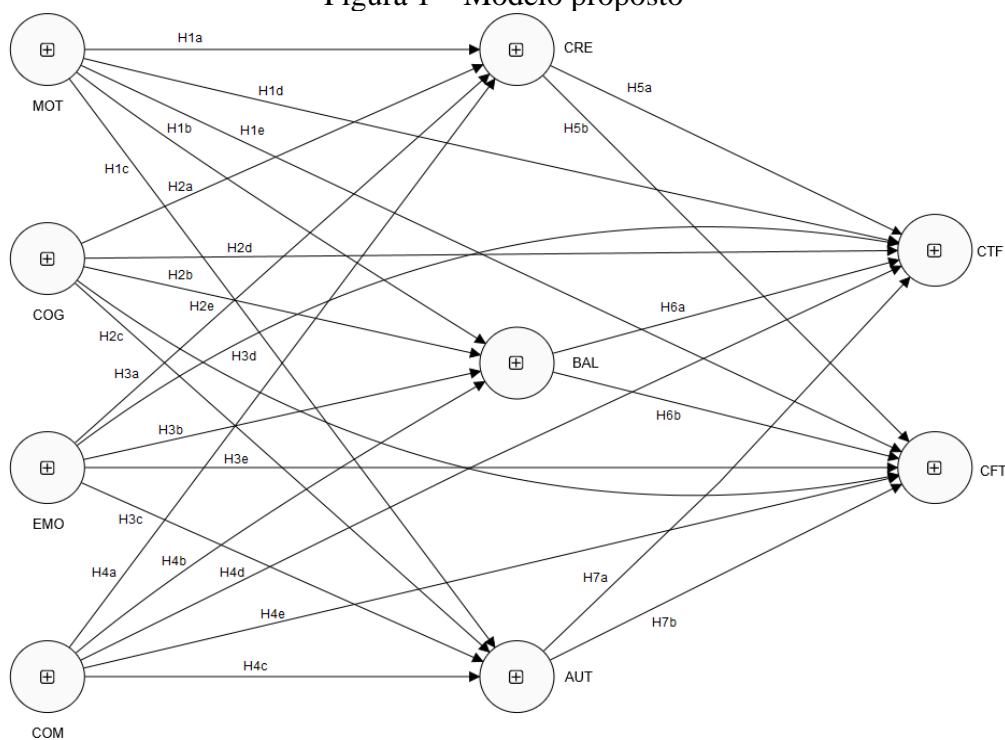 Figura 1 – Modelo proposto
H1a
CRE
MOT
H1d
H5a
H1b
H1e
H5b
H1c
H2a
H2d
CTF
H2b
COG
H2e
H6a
H2c
H3d
BAL
H3a
H6b
H3b
H3e
CFT
EMO
H3c
H4b
H4a
H4d
H7a
H4e
H7b
H4c
AUT
COM